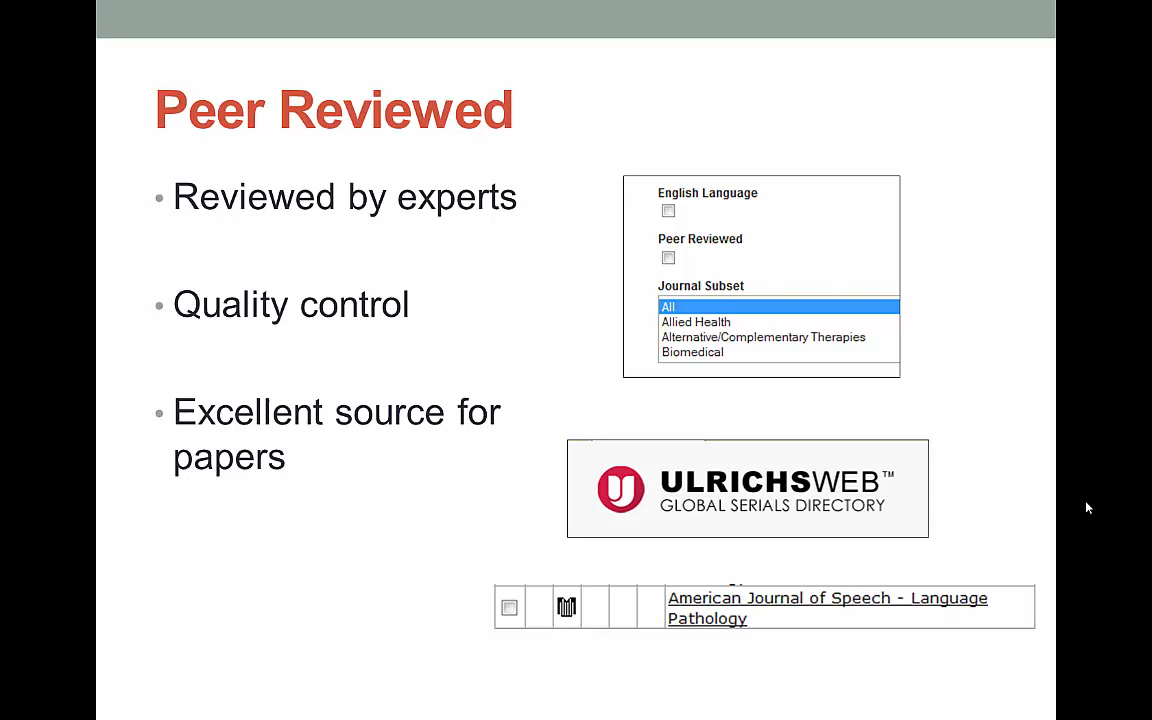 Peer Reviewed
• Reviewed by experts
• Quality control
• Excellent source for
papers
English Language
Peer Reviewed
Journal Subset
All
Allied Health
Alternative/Complementary Therapies
Biomedical
ULRICHSWEB™
GLOBAL SERIALS DIRECTORY
American Journal of Speech - Language
Pathology